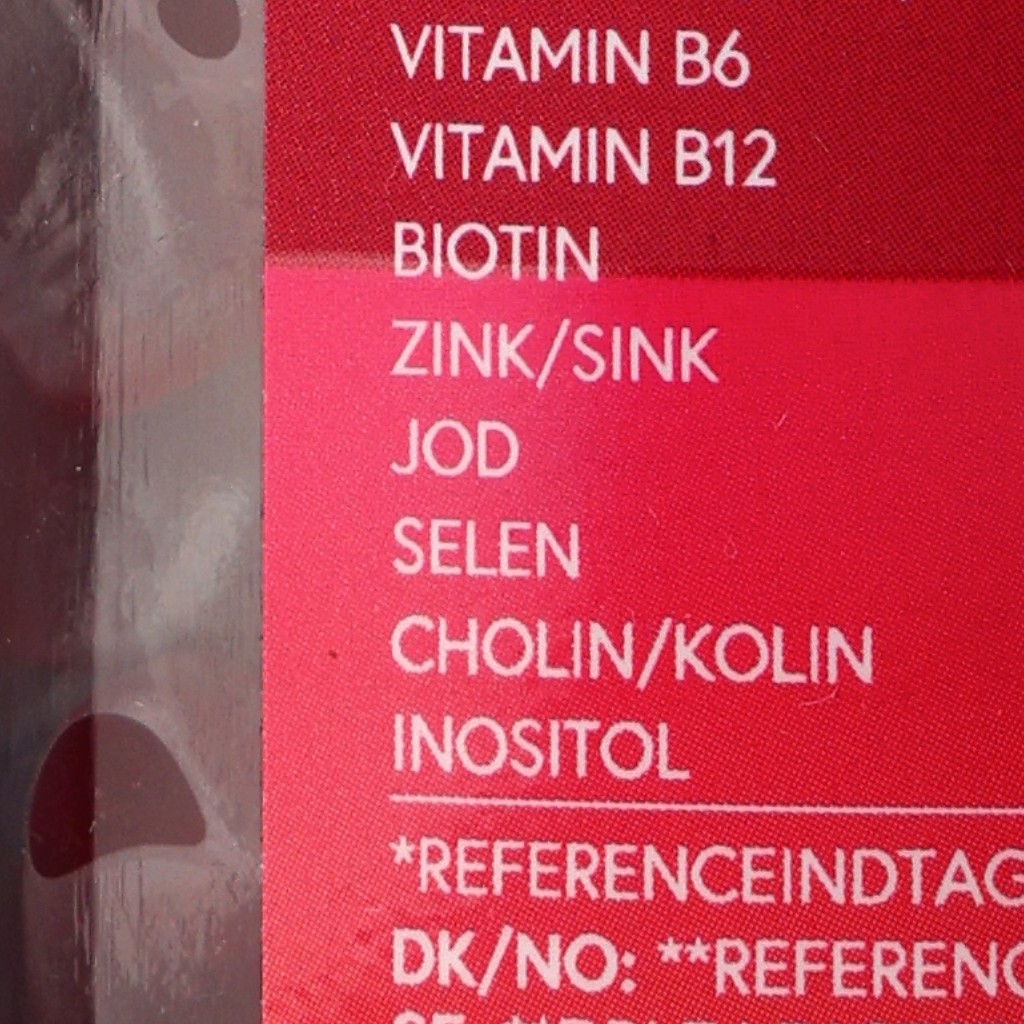 VITAMIN B6
VITAMIN B12
BIOTIN
ZINK/SINK
JOD
SELEN
CHOLIN/KOLIN
INOSITOL
*REFERENCEINDTAG
DK/NO: **REFERENC